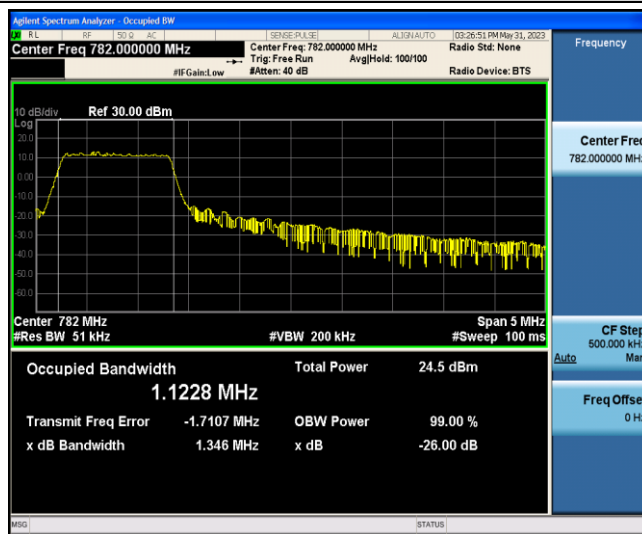 Agilent Spectrum Analyzer - Occupied BW
RL RF 50 Ω AC SENSE:PULSE ALIGNAUTO 03:26:51 PM May 31, 2023
Center Freq 782.000000 MHz Center Freq: 782.000000 MHz Radio Std: None Frequency
Trig: Free Run Avg|Hold: 100/100
#IFGain:Low #Atten: 40 dB Radio Device: BTS
10 dB/div Ref 30.00 dBm
Log
20.0
10.0
0.00
-10.0
-20.0
-30.0
-40.0
-50.0
-60.0
Center Freq
782.000000 MHz
Center 782 MHz Span 5 MHz
#Res BW 51 kHz #VBW 200 kHz #Sweep 100 ms
CF Step
500.000 kHz
Auto Man
Occupied Bandwidth Total Power 24.5 dBm
1.1228 MHz
Transmit Freq Error -1.7107 MHz OBW Power 99.00 %
x dB Bandwidth 1.346 MHz x dB -26.00 dB
Freq Offse
0 Hz
MSG STATUS